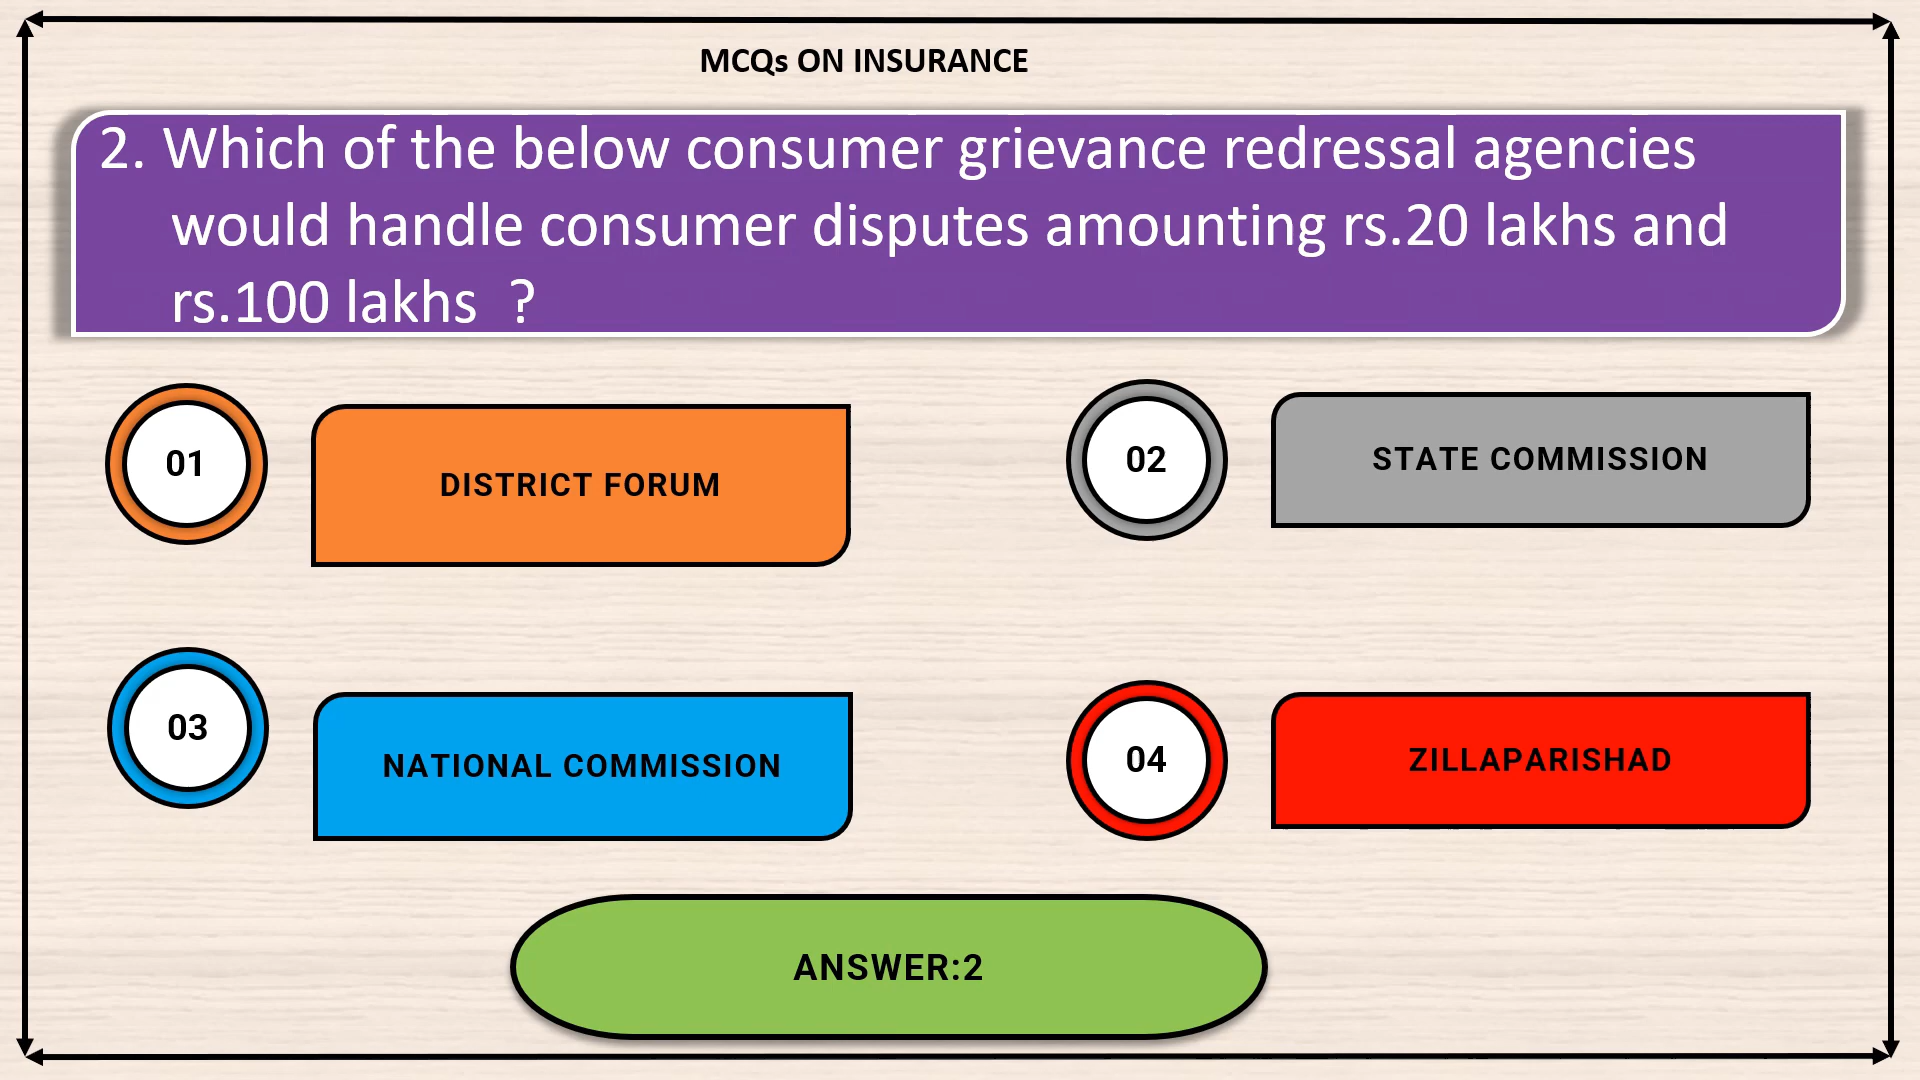 MCQs ON INSURANCE
2. Which of the below consumer grievance redressal agencies
would handle consumer disputes amounting rs.20 lakhs and
rs.100 lakhs ?
01
DISTRICT FORUM
02
STATE COMMISSION
03
NATIONAL COMMISSION
04
ZILLAPARISHAD
ANSWER:2